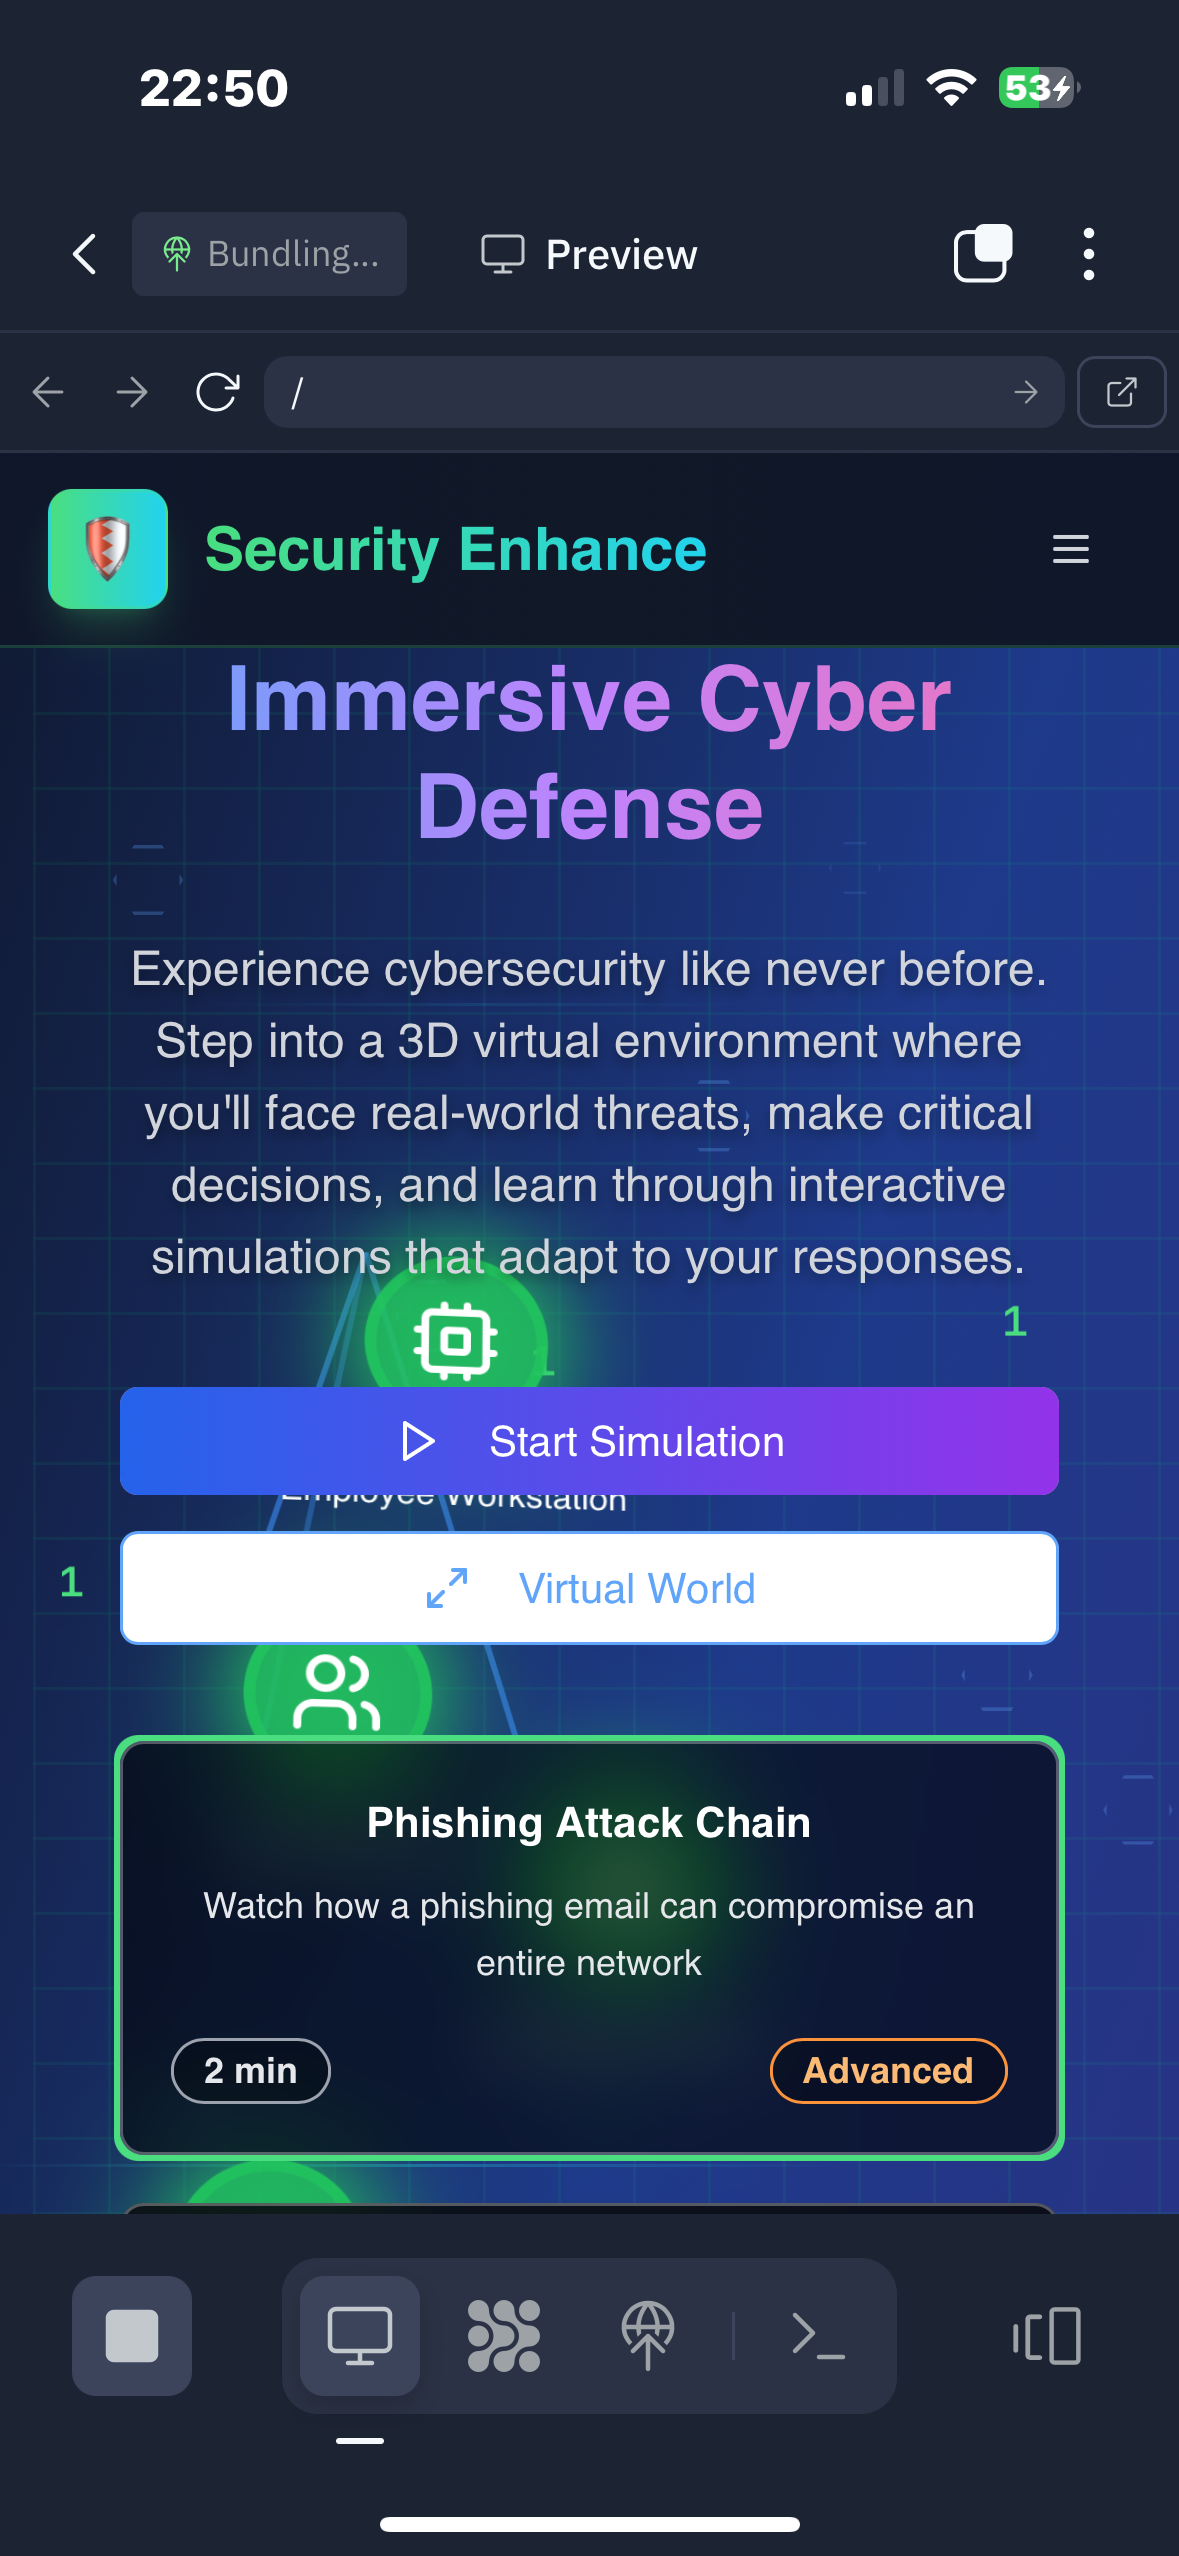 22:50
53
Bundling...
Preview
/
Security Enhance
Immersive Cyber
Defense
Experience cybersecurity like never before.
Step into a 3D virtual environment where
you'll face real-world threats, make critical
decisions, and learn through interactive
simulations that adapt to your responses.
1
1
Start Simulation
Employee Workstation
1
Virtual World
Phishing Attack Chain
Watch how a phishing email can compromise an
entire network
2 min
Advanced